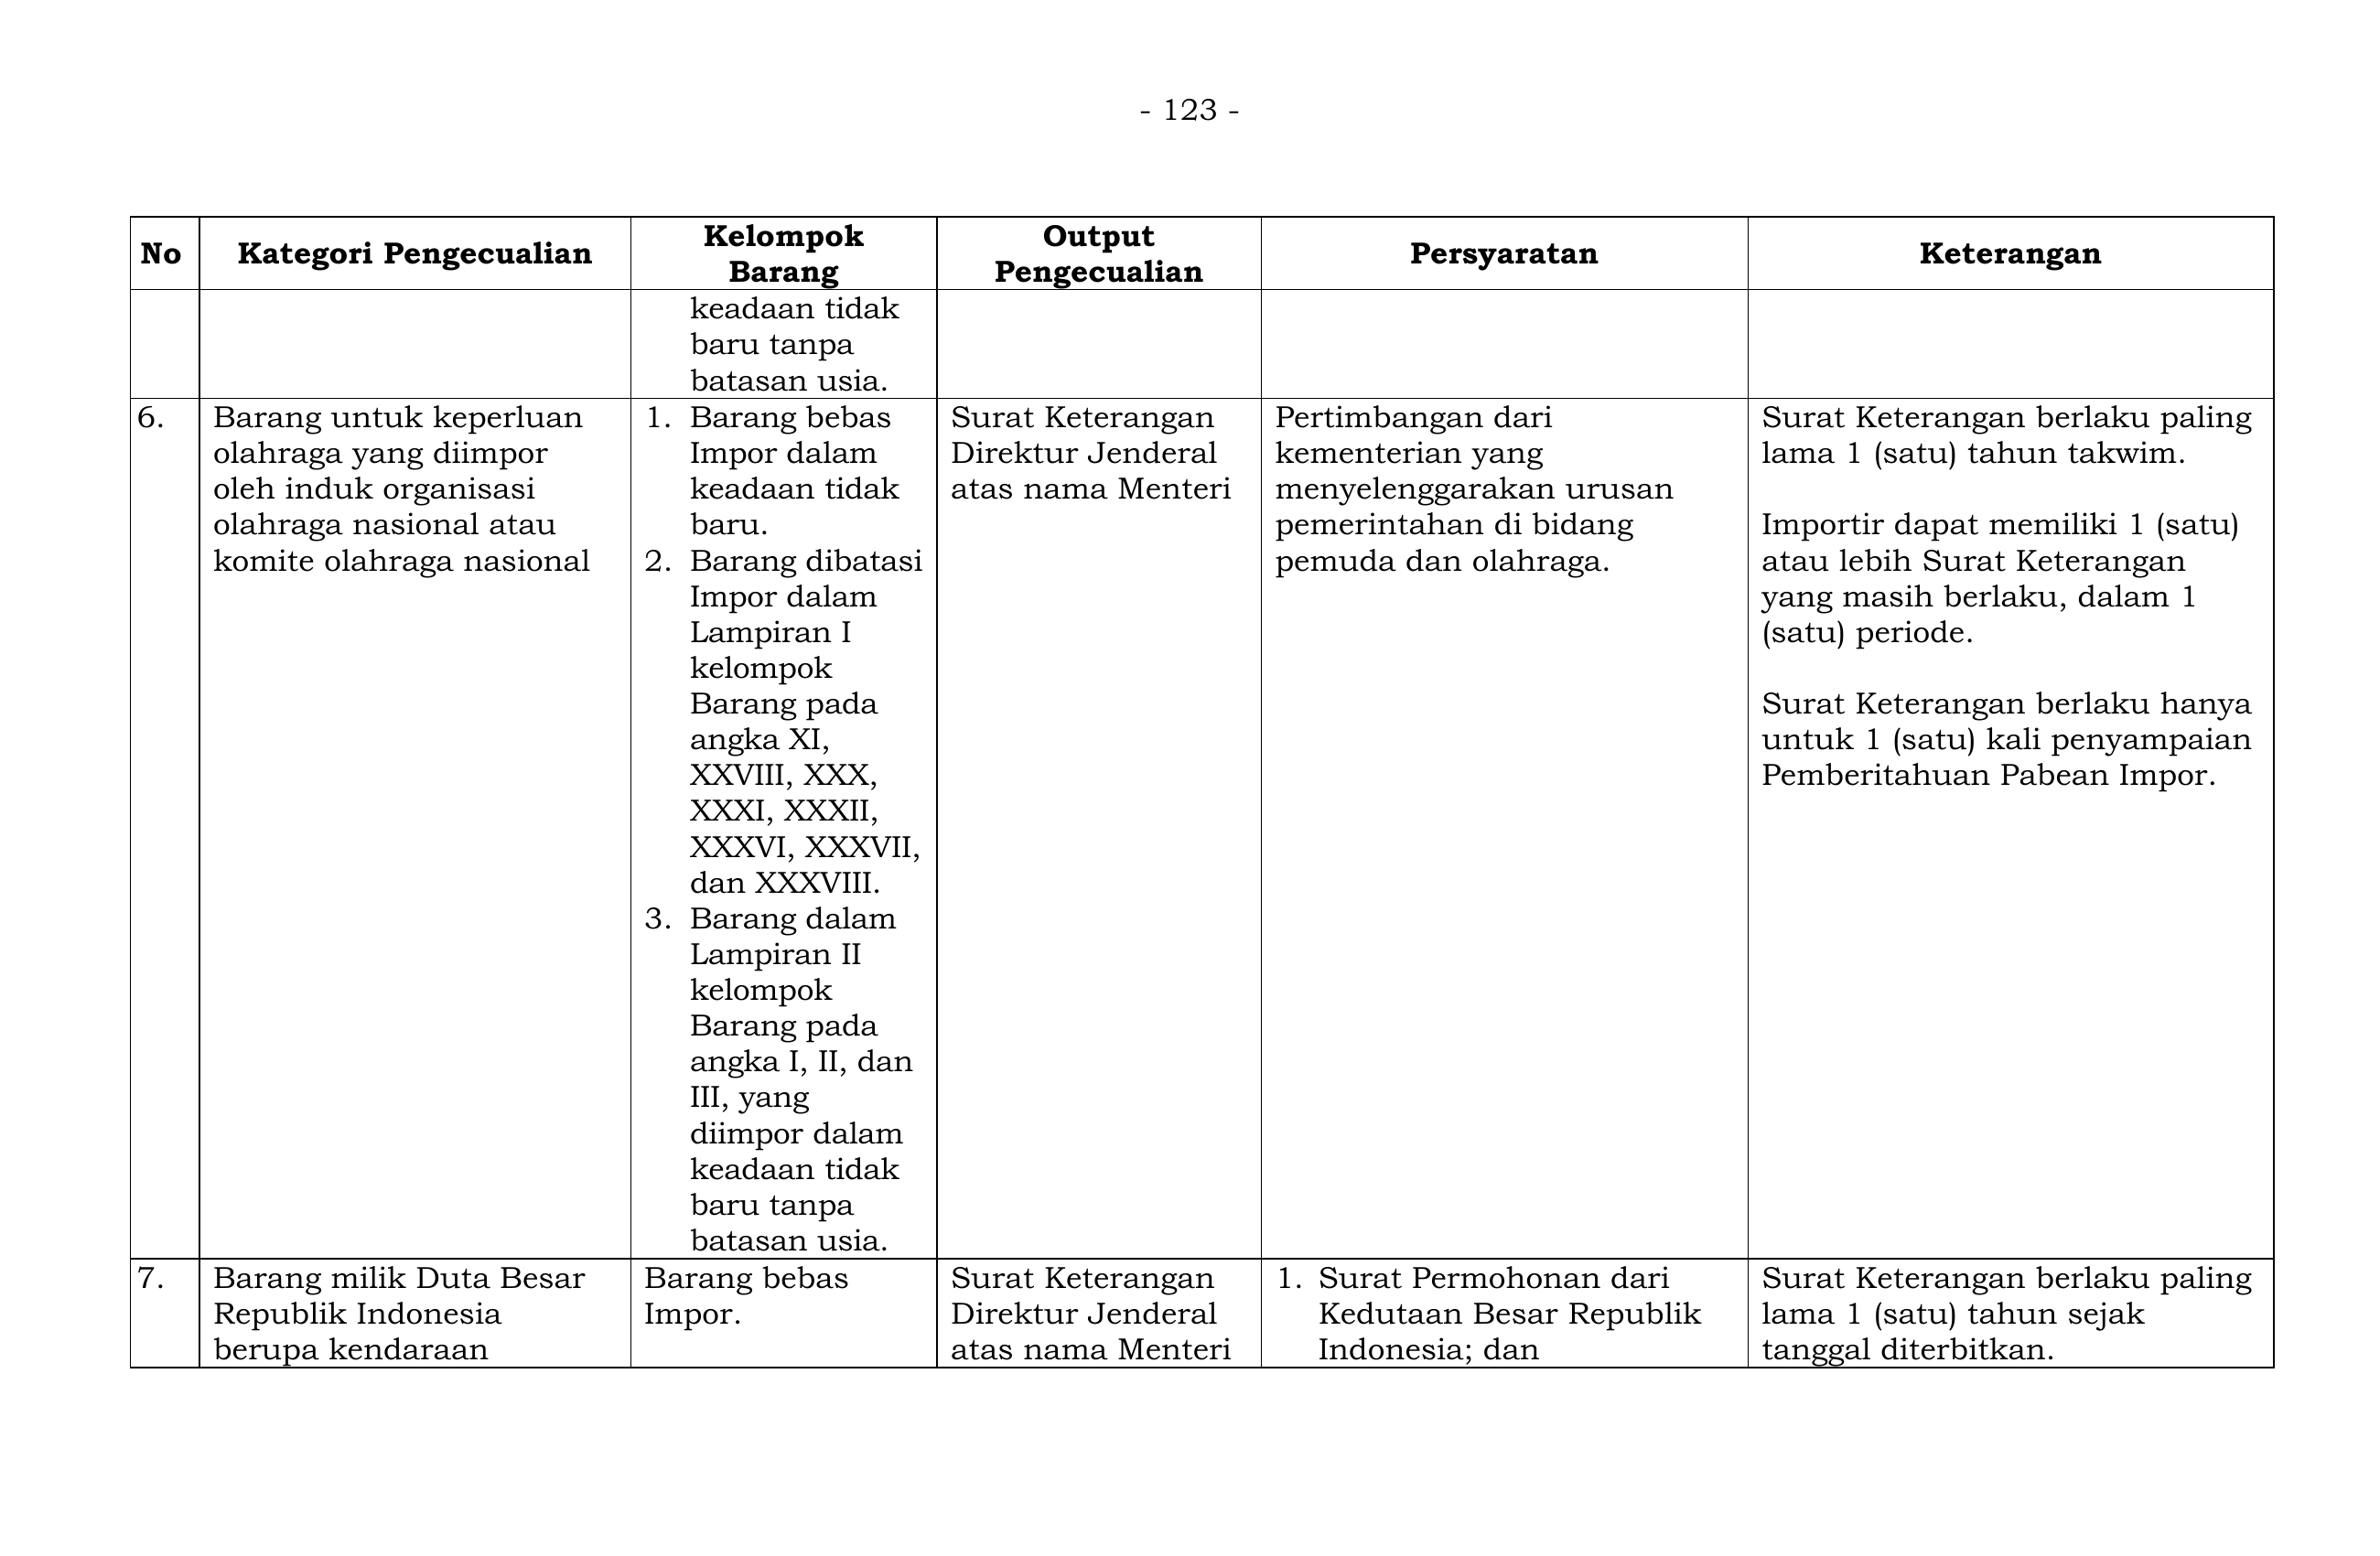 - 123 -
No
Kategori Pengecualian
Kelompok
Barang
Output
Pengecualian
Persyaratan
Keterangan
keadaan tidak
baru tanpa
batasan usia.
6.
Barang untuk keperluan
olahraga yang diimpor
oleh induk organisasi
olahraga nasional atau
komite olahraga nasional
1. Barang bebas
Impor dalam
keadaan tidak
baru.
2. Barang dibatasi
Impor dalam
Lampiran I
kelompok
Barang pada
angka XI,
XXVIII, XXX,
XXXI, XXXII,
XXXVI, XXXVII,
dan XXXVIII.
3. Barang dalam
Lampiran II
kelompok
Barang pada
angka I, II, dan
III, yang
diimpor dalam
keadaan tidak
baru tanpa
batasan usia.
Surat Keterangan
Direktur Jenderal
atas nama Menteri
Pertimbangan dari
kementerian yang
menyelenggarakan urusan
pemerintahan di bidang
pemuda dan olahraga.
Surat Keterangan berlaku paling
lama 1 (satu) tahun takwim.
Importir dapat memiliki 1 (satu)
atau lebih Surat Keterangan
yang masih berlaku, dalam 1
(satu) periode.
Surat Keterangan berlaku hanya
untuk 1 (satu) kali penyampaian
Pemberitahuan Pabean Impor.
7.
Barang milik Duta Besar
Republik Indonesia
berupa kendaraan
Barang bebas
Impor.
Surat Keterangan
Direktur Jenderal
atas nama Menteri
1. Surat Permohonan dari
Kedutaan Besar Republik
Indonesia; dan
Surat Keterangan berlaku paling
lama 1 (satu) tahun sejak
tanggal diterbitkan.